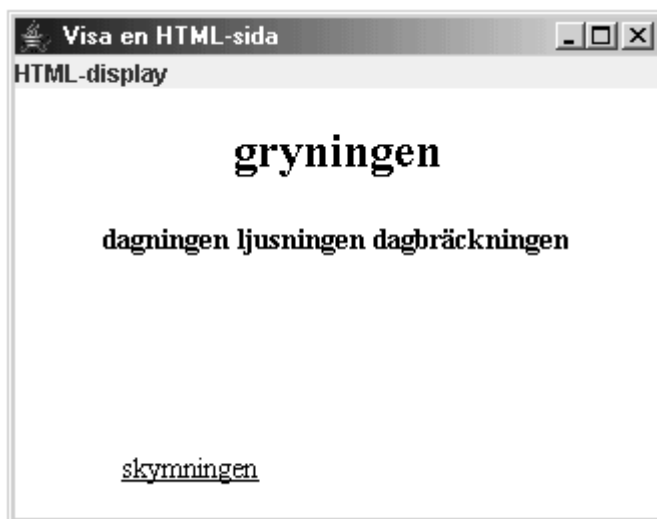 Visa en HTML-sida
HTML-display
gryningen
dagningen ljusningen dagbräckningen
skymningen